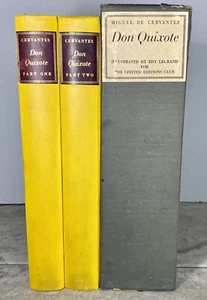 CERVANTES
Don
Quixote
PART ONE
CERVANTES
Don
Quixote
PART TWO
MIGUEL DE CERVANTES
Don Quixote
ILLUSTRATED BY EDY LEGRAND
FOR
THE LIMITED EDITIONS CLUB